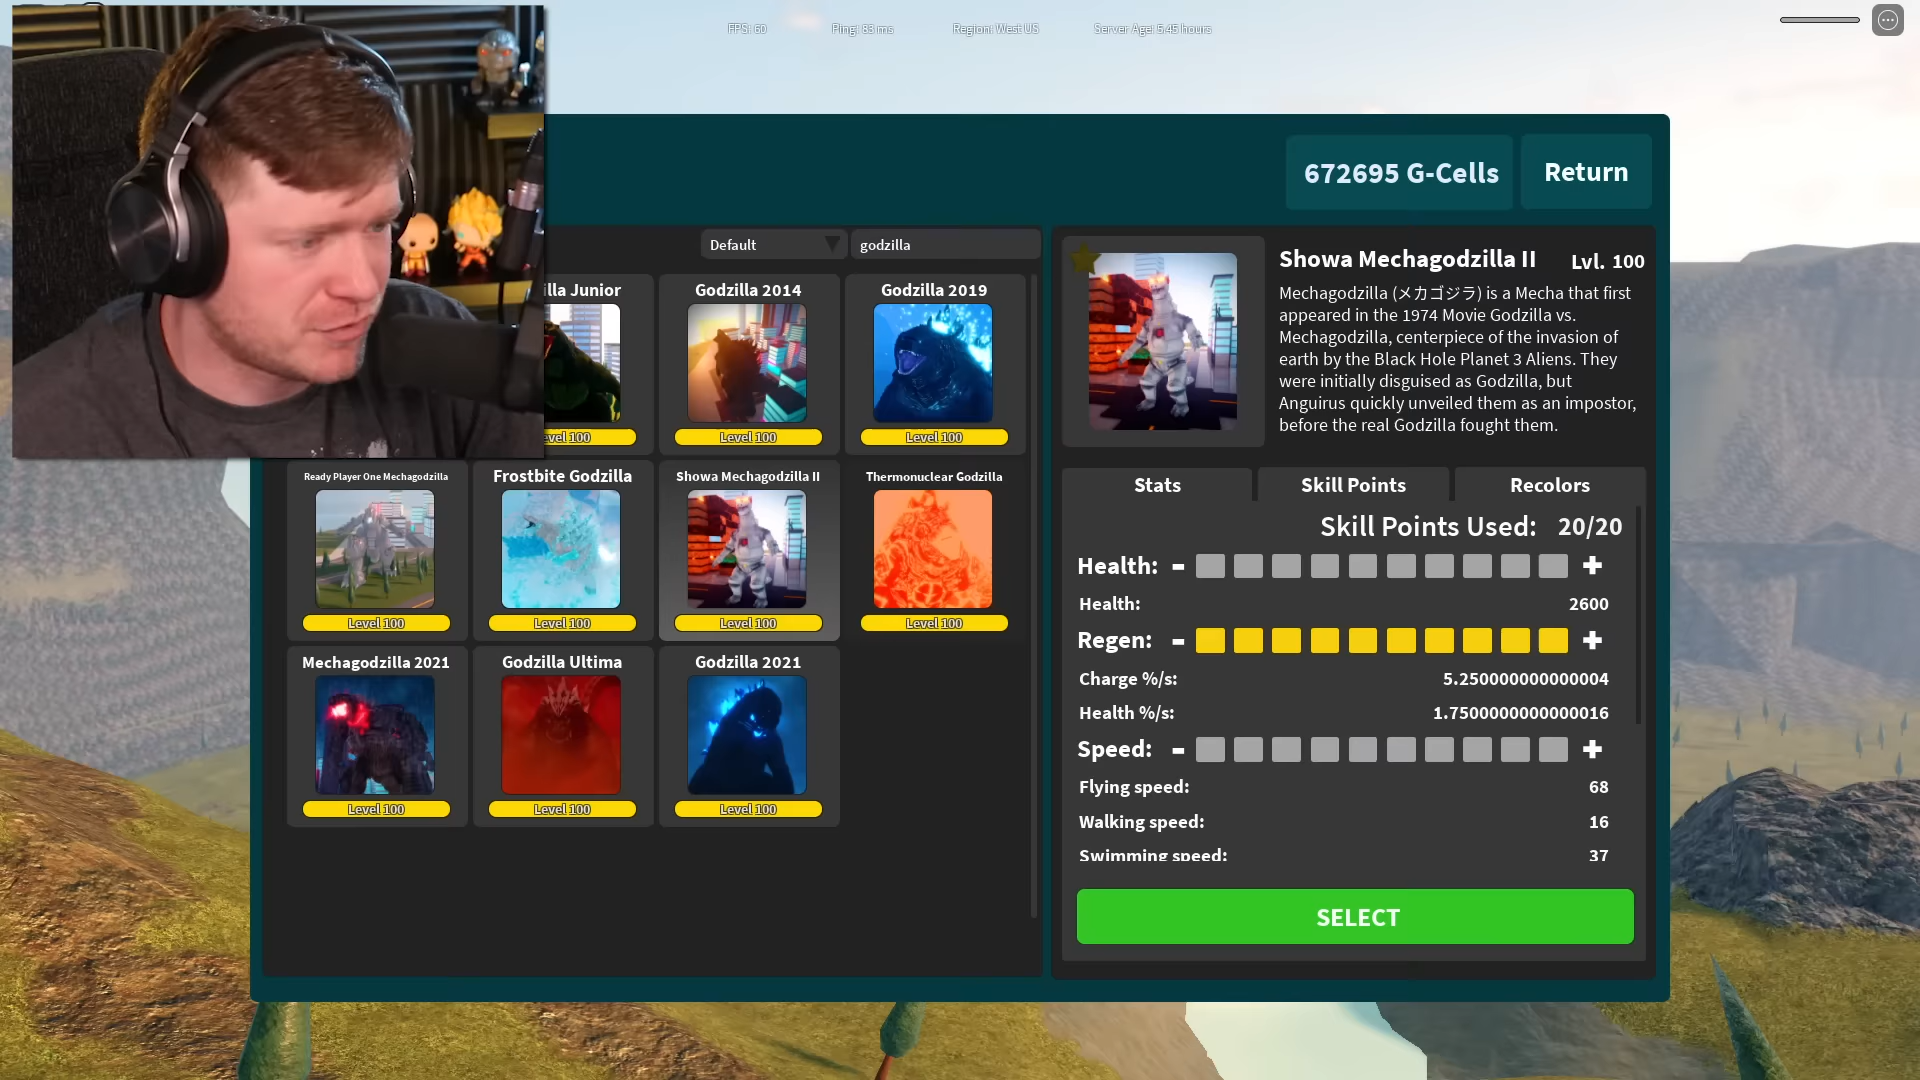 FPS: 60
Ping: 83 ms
Region: West US
Server Age: 5.45 hours
672695 G-Cells
Return
Default
godzilla
illa Junior
Level 100
Godzilla 2014
Level 100
Godzilla 2019
Level 100
Ready Player One Mechagodzilla
Level 100
Frostbite Godzilla
Level 100
Showa Mechagodzilla II
Level 100
Thermonuclear Godzilla
Level 100
Mechagodzilla 2021
Level 100
Godzilla Ultima
Level 100
Godzilla 2021
Level 100
Showa Mechagodzilla II
Lvl. 100
Mechagodzilla (メカゴジラ) is a Mecha that first
appeared in the 1974 Movie Godzilla vs.
Mechagodzilla, centerpiece of the invasion of
earth by the Black Hole Planet 3 Aliens. They
were initially disguised as Godzilla, but
Anguirus quickly unveiled them as an impostor,
before the real Godzilla fought them.
Stats
Skill Points
Recolors
Skill Points Used: 20/20
Health: - +
Health: 2600
Regen: - +
Charge %/s: 5.250000000000004
Health %/s: 1.7500000000000016
Speed: - +
Flying speed: 68
Walking speed: 16
Swimming speed: 37
SELECT